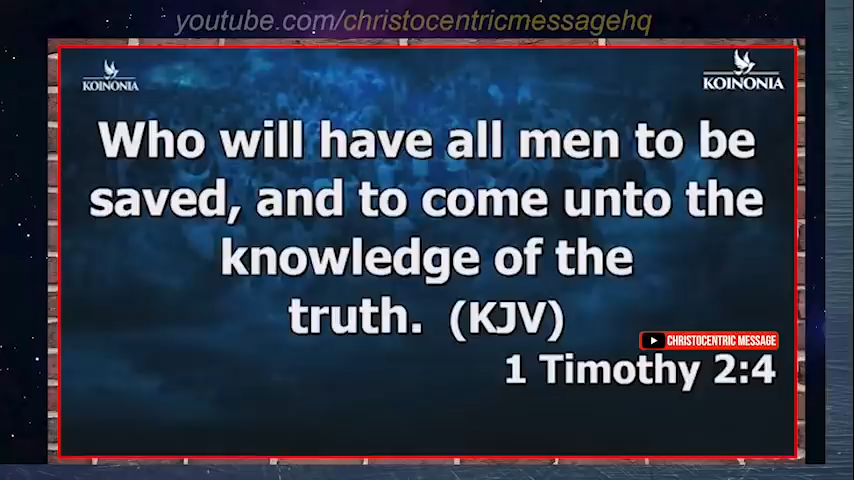 youtube.com/christocentricmessagehq
KOINONIA
KOINONIA
Who will have all men to be
saved, and to come unto the
knowledge of the
truth. (KJV)
CHRISTOCENTRIC MESSAGE
1 Timothy 2:4